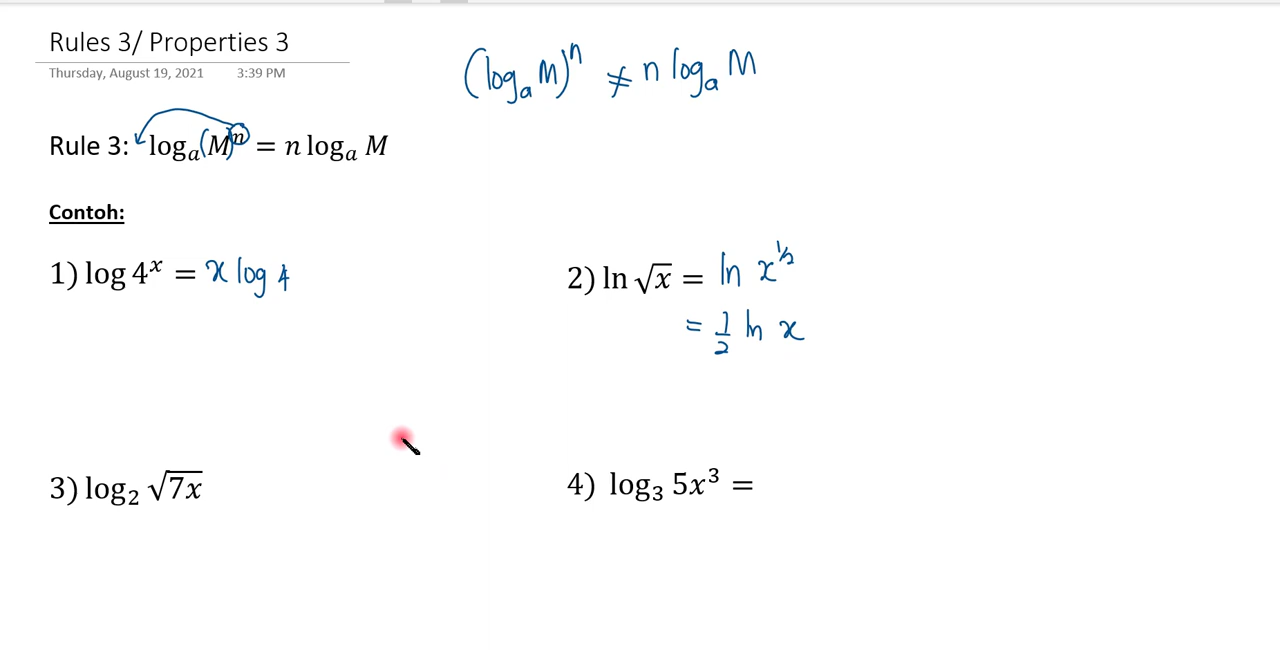 Rules 3/ Properties 3
Thursday, August 19, 2021 3:39 PM
(logₐ M)ⁿ ≠ n logₐ M
Rule 3: logₐ(M)ⁿ = n logₐ M
Contoh:
1) log 4ˣ = x log 4
2) ln √x = ln x^½
= 1/2 ln x
3) log₂ √7x
4) log₃ 5x³ =